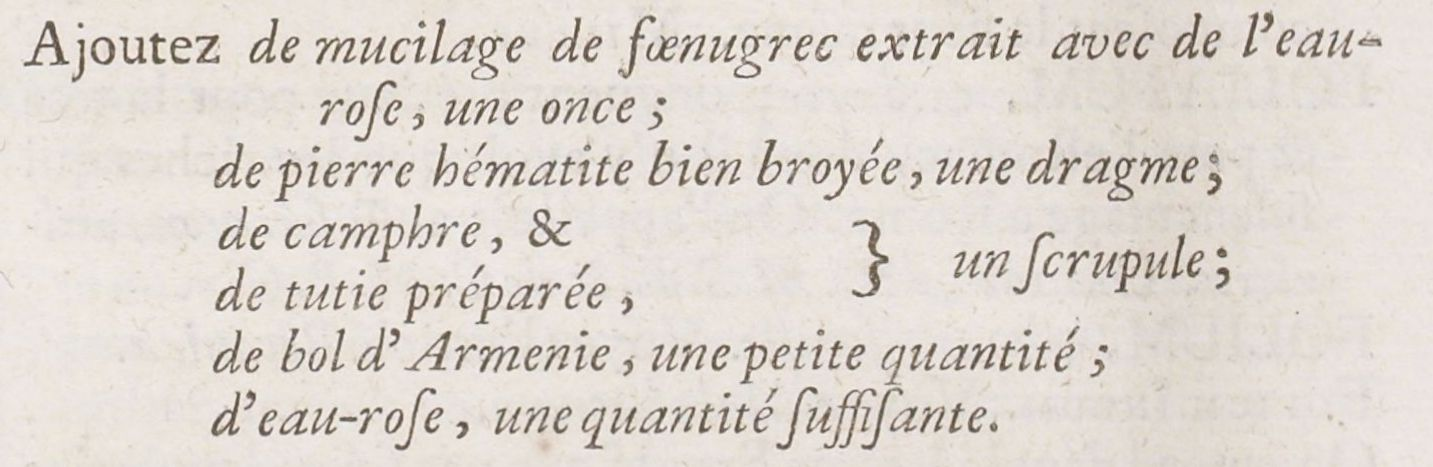 Ajoutez de mucilage de fœnugrec extrait avec de l'eau-
roſe, une once ;
de pierre hématite bien broyée, une dragme ;
de camphre, &
de tutie préparée, } un ſcrupule ;
de bol d'Armenie, une petite quantité ;
d'eau-roſe, une quantité ſuffiſante.